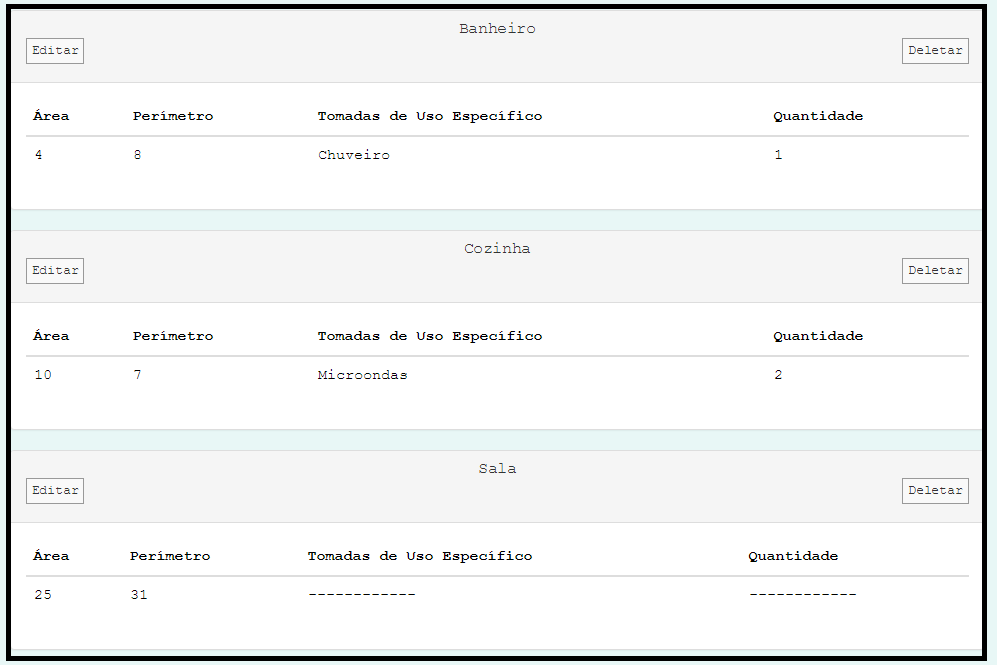 Banheiro
Editar Deletar
Área Perímetro Tomadas de Uso Específico Quantidade
4 8 Chuveiro 1
Cozinha
Editar Deletar
Área Perímetro Tomadas de Uso Específico Quantidade
10 7 Microondas 2
Sala
Editar Deletar
Área Perímetro Tomadas de Uso Específico Quantidade
25 31 ------------ ------------